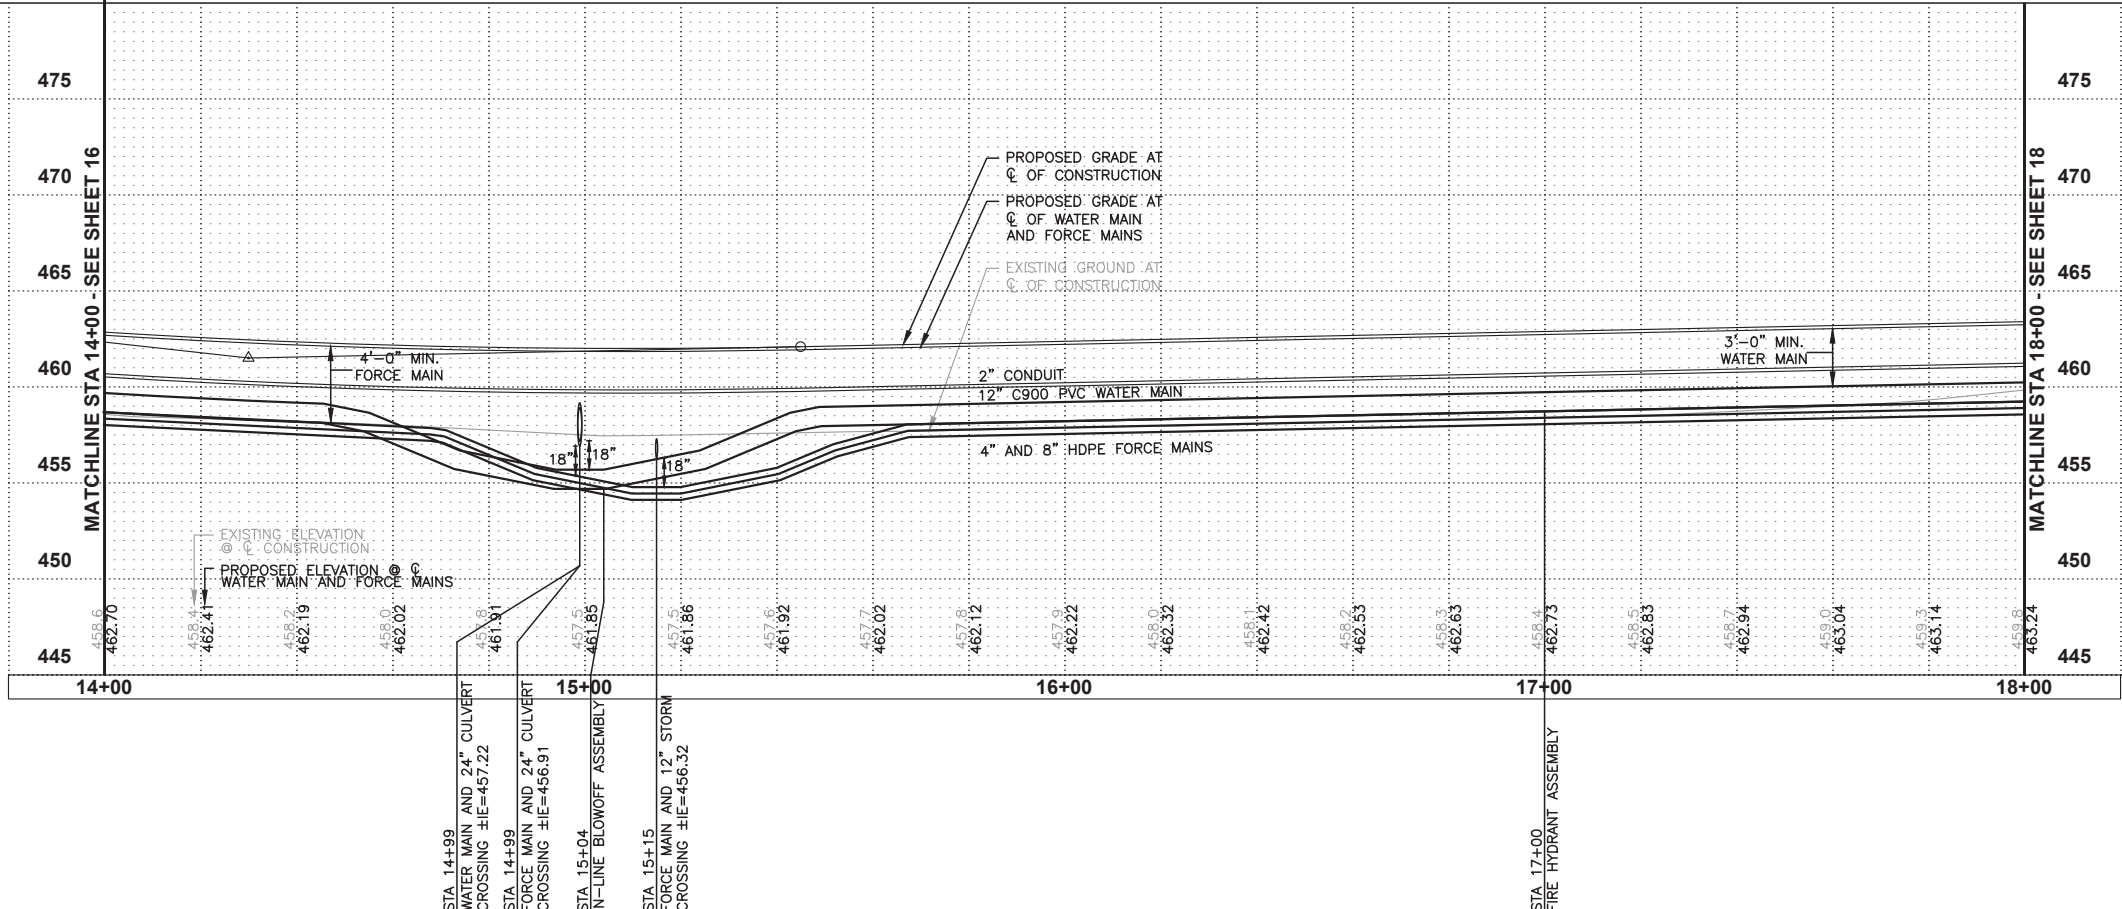 475
470
465
460
455
450
445
MATCHLINE STA 14+00 - SEE SHEET 16
PROPOSED GRADE AT
℄ OF CONSTRUCTION
PROPOSED GRADE AT
℄ OF WATER MAIN
AND FORCE MAINS
EXISTING GROUND AT
℄ OF CONSTRUCTION
4'-0" MIN.
FORCE MAIN
3'-0" MIN.
WATER MAIN
2" CONDUIT
12" C900 PVC WATER MAIN
4" AND 8" HDPE FORCE MAINS
18"
18"
18"
EXISTING ELEVATION
@ ℄ CONSTRUCTION
PROPOSED ELEVATION @ ℄
WATER MAIN AND FORCE MAINS
458.6
462.70
458.4
462.41
458.2
462.19
458.0
462.02
457.8
461.91
457.5
461.85
457.5
461.86
457.6
461.92
457.7
462.02
457.8
462.12
457.9
462.22
458.0
462.32
458.1
462.42
458.2
462.53
458.3
462.63
458.4
462.73
458.5
462.83
458.7
462.94
459.0
463.04
459.3
463.14
459.8
463.24
MATCHLINE STA 18+00 - SEE SHEET 18
475
470
465
460
455
450
445
14+00
15+00
16+00
17+00
18+00
STA 14+99
WATER MAIN AND 24" CULVERT
CROSSING ±IE=457.22
STA 14+99
FORCE MAIN AND 24" CULVERT
CROSSING ±IE=456.91
STA 15+04
IN-LINE BLOWOFF ASSEMBLY
STA 15+15
FORCE MAIN AND 12" STORM
CROSSING ±IE=456.32
STA 17+00
FIRE HYDRANT ASSEMBLY